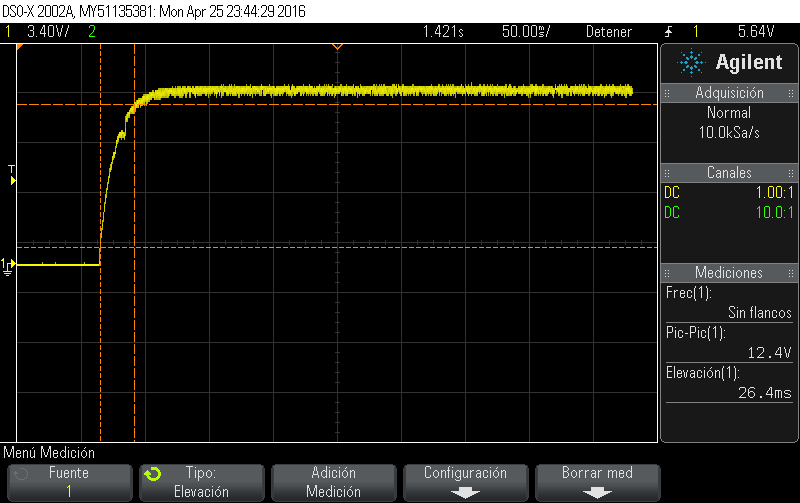 DSO-X 2002A, MY51135381: Mon Apr 25 23:44:29 2016
1 3.40V/ 2 1.421s 50.00ms/ Detener 1 5.64V
Agilent
Adquisición
Normal
10.0kSa/s
Canales
DC 1.00:1
DC 10.0:1
Mediciones
Frec(1):
Sin flancos
Pic-Pic(1):
12.4V
Elevación(1):
26.4ms
T
1
Menú Medición
Fuente
1
Tipo:
Elevación
Adición
Medición
Configuración
Borrar med